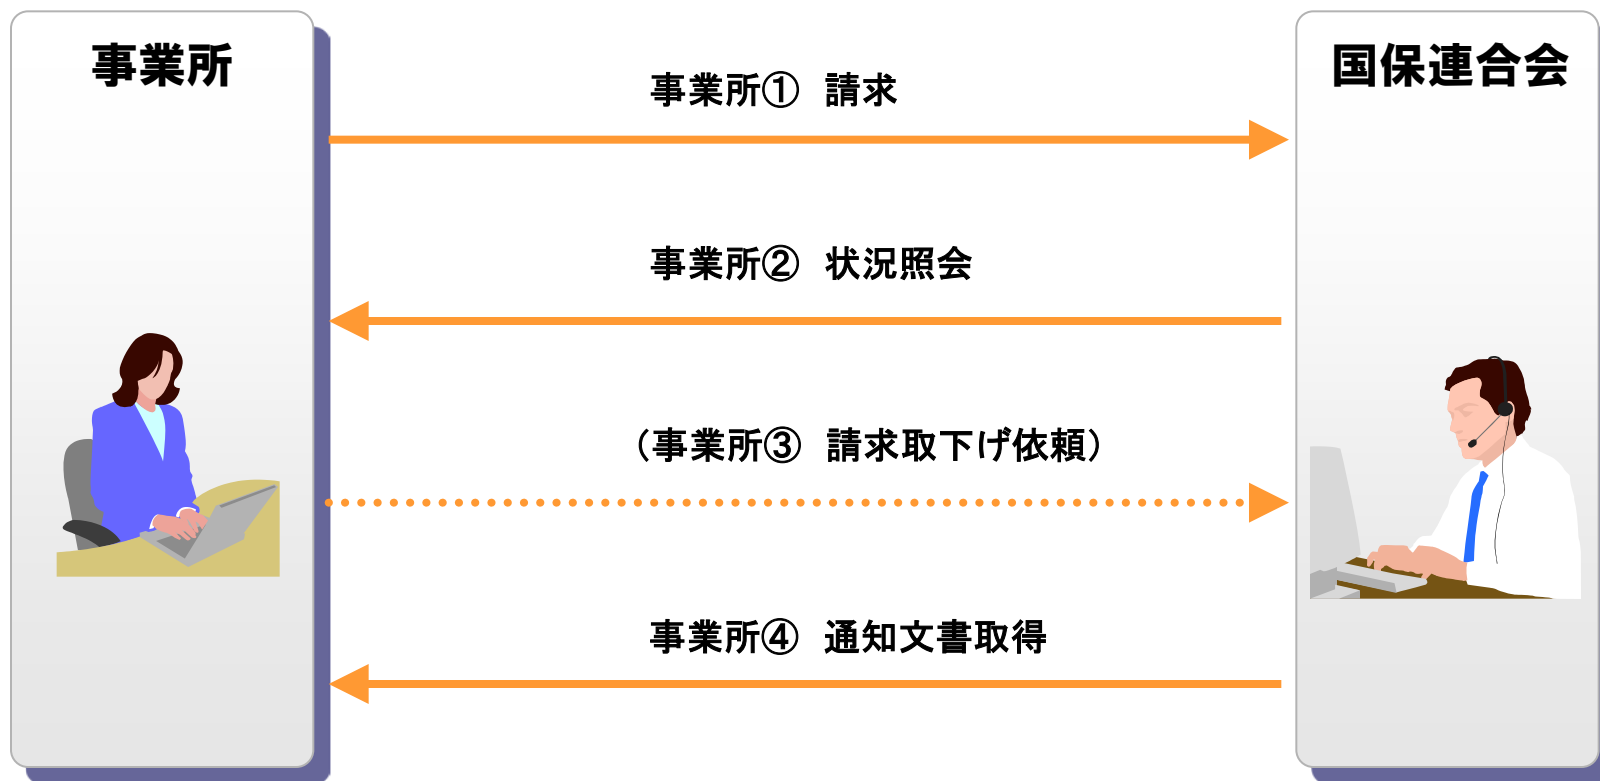 事業所
国保連合会
事業所① 請求
事業所② 状況照会
（事業所③ 請求取下げ依頼）
事業所④ 通知文書取得